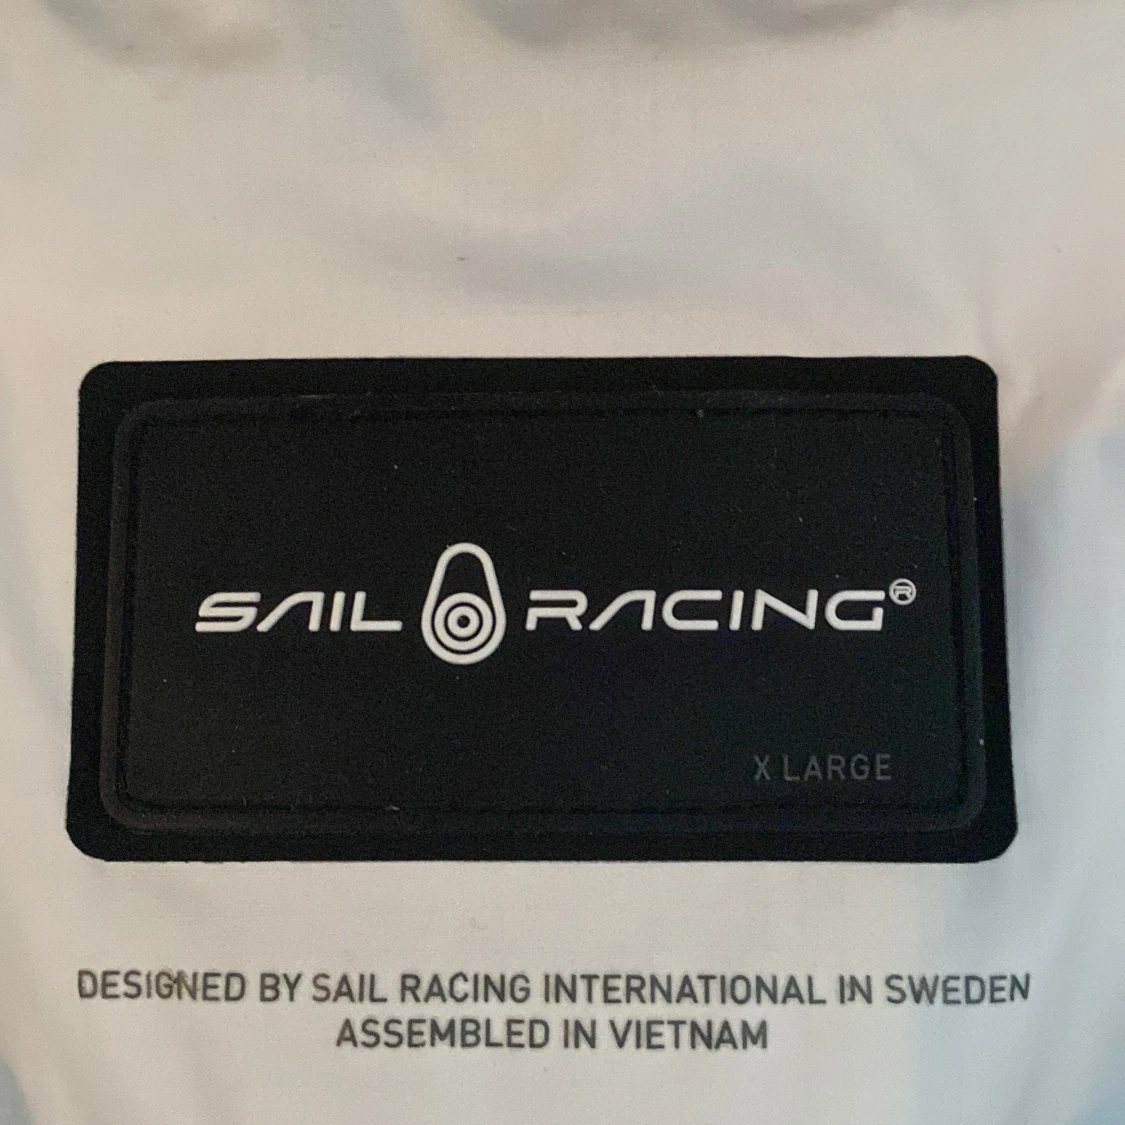 SAIL RACING®
X LARGE
DESIGNED BY SAIL RACING INTERNATIONAL IN SWEDEN
ASSEMBLED IN VIETNAM